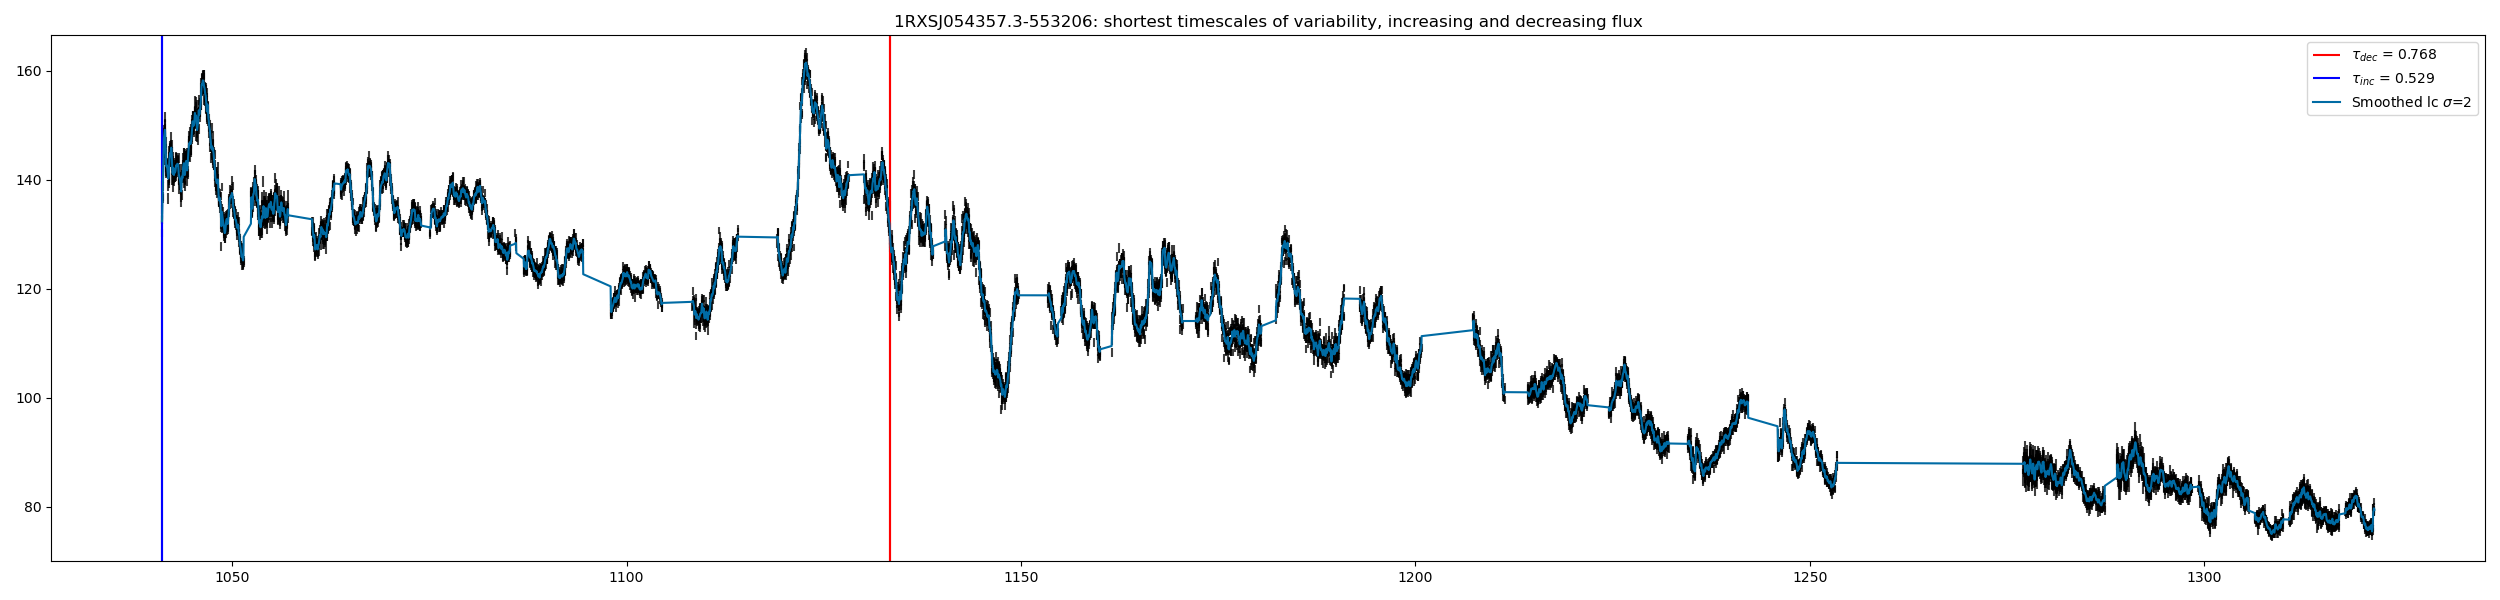 1RXSJ054357.3-553206: shortest timescales of variability, increasing and decreasing flux
τdec = 0.768
τinc = 0.529
Smoothed lc σ=2
160
140
120
100
80
1050 1100 1150 1200 1250 1300